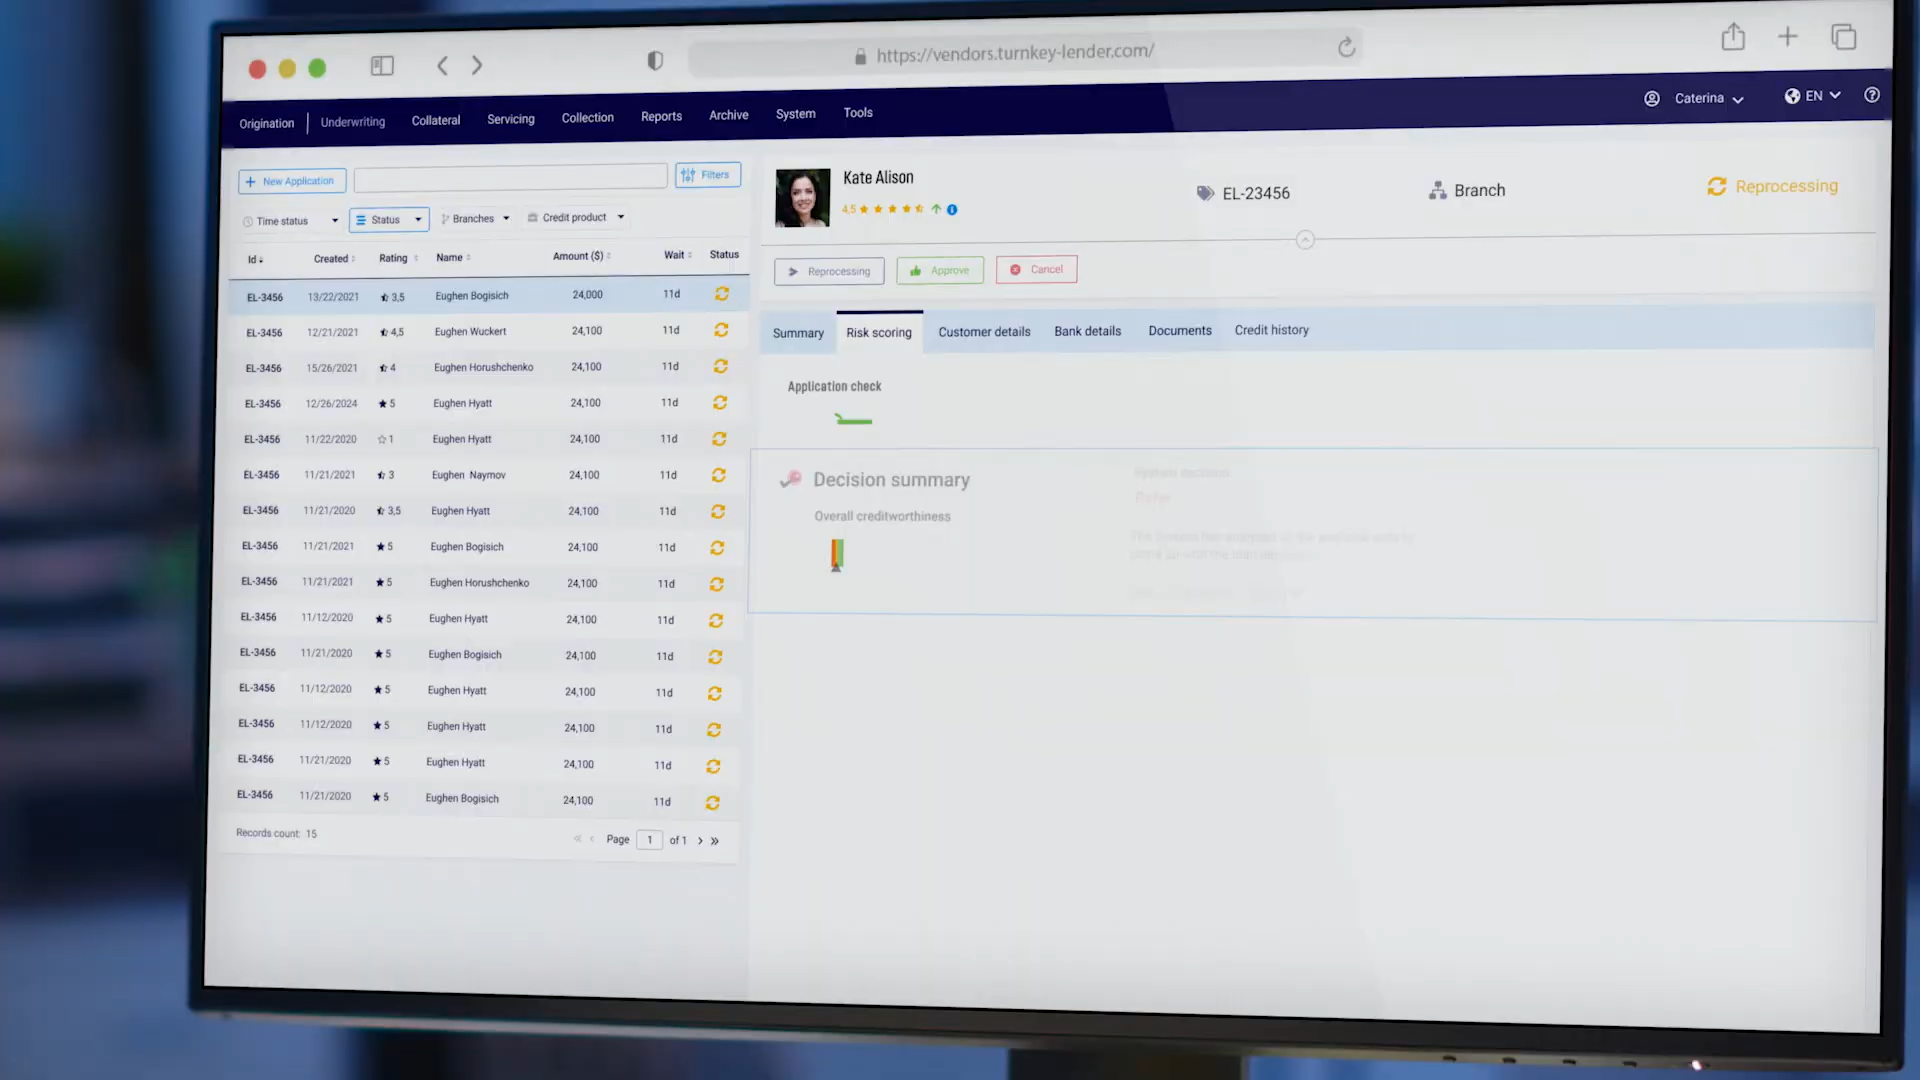 https://vendors.turnkey-lender.com/
Origination Underwriting Collateral Servicing Collection Reports Archive System Tools Caterina EN
New Application Filters
Time status Status Branches Credit product
Id Created Rating Name Amount ($) Wait Status
EL-3456 13/22/2021 3,5 Eughen Bogisich 24,000 11d
EL-3456 12/21/2021 4,5 Eughen Wuckert 24,100 11d
EL-3456 15/26/2021 4 Eughen Horushchenko 24,100 11d
EL-3456 12/26/2024 5 Eughen Hyatt 24,100 11d
EL-3456 11/22/2020 1 Eughen Hyatt 24,100 11d
EL-3456 11/21/2021 3 Eughen Naymov 24,100 11d
EL-3456 11/21/2020 3,5 Eughen Hyatt 24,100 11d
EL-3456 11/21/2021 5 Eughen Bogisich 24,100 11d
EL-3456 11/21/2021 5 Eughen Horushchenko 24,100 11d
EL-3456 11/12/2020 5 Eughen Hyatt 24,100 11d
EL-3456 11/21/2020 5 Eughen Bogisich 24,100 11d
EL-3456 11/12/2020 5 Eughen Hyatt 24,100 11d
EL-3456 11/12/2020 5 Eughen Hyatt 24,100 11d
EL-3456 11/21/2020 5 Eughen Hyatt 24,100 11d
EL-3456 11/21/2020 5 Eughen Bogisich 24,100 11d
Records count: 15 Page 1 of 1
Kate Alison
4,5
EL-23456 Branch Reprocessing
Reprocessing Approve Cancel
Summary Risk scoring Customer details Bank details Documents Credit history
Application check
Decision summary
Overall creditworthiness